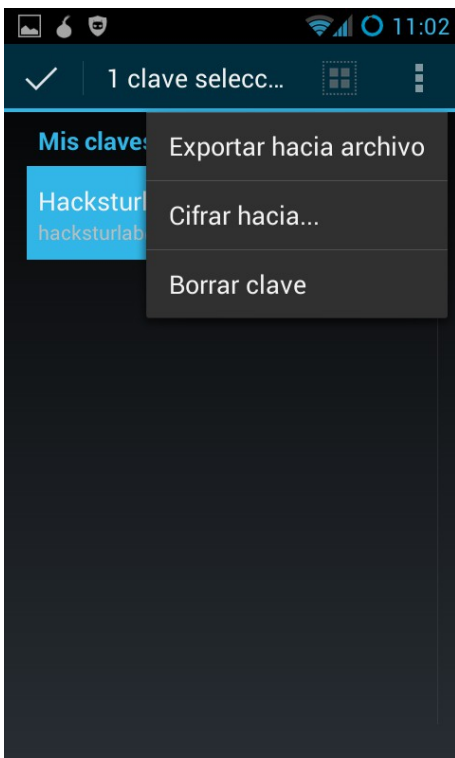 11:02
1 clave selecc...
Mis claves
Exportar hacia archivo
Hacksturl
hacksturlab
Cifrar hacia...
Borrar clave